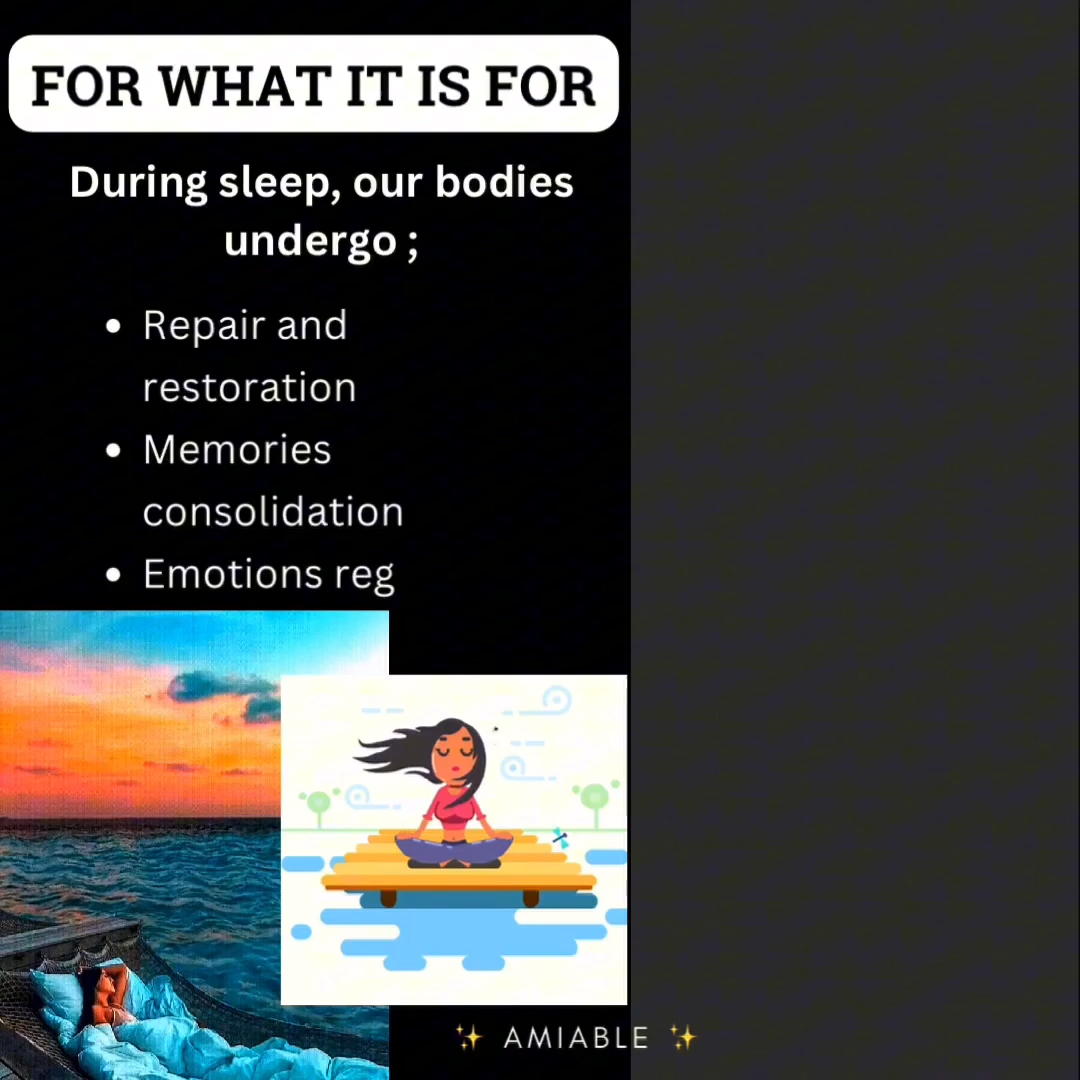 FOR WHAT IT IS FOR
During sleep, our bodies
undergo ;
• Repair and
restoration
• Memories
consolidation
• Emotions reg
✨ AMIABLE ✨